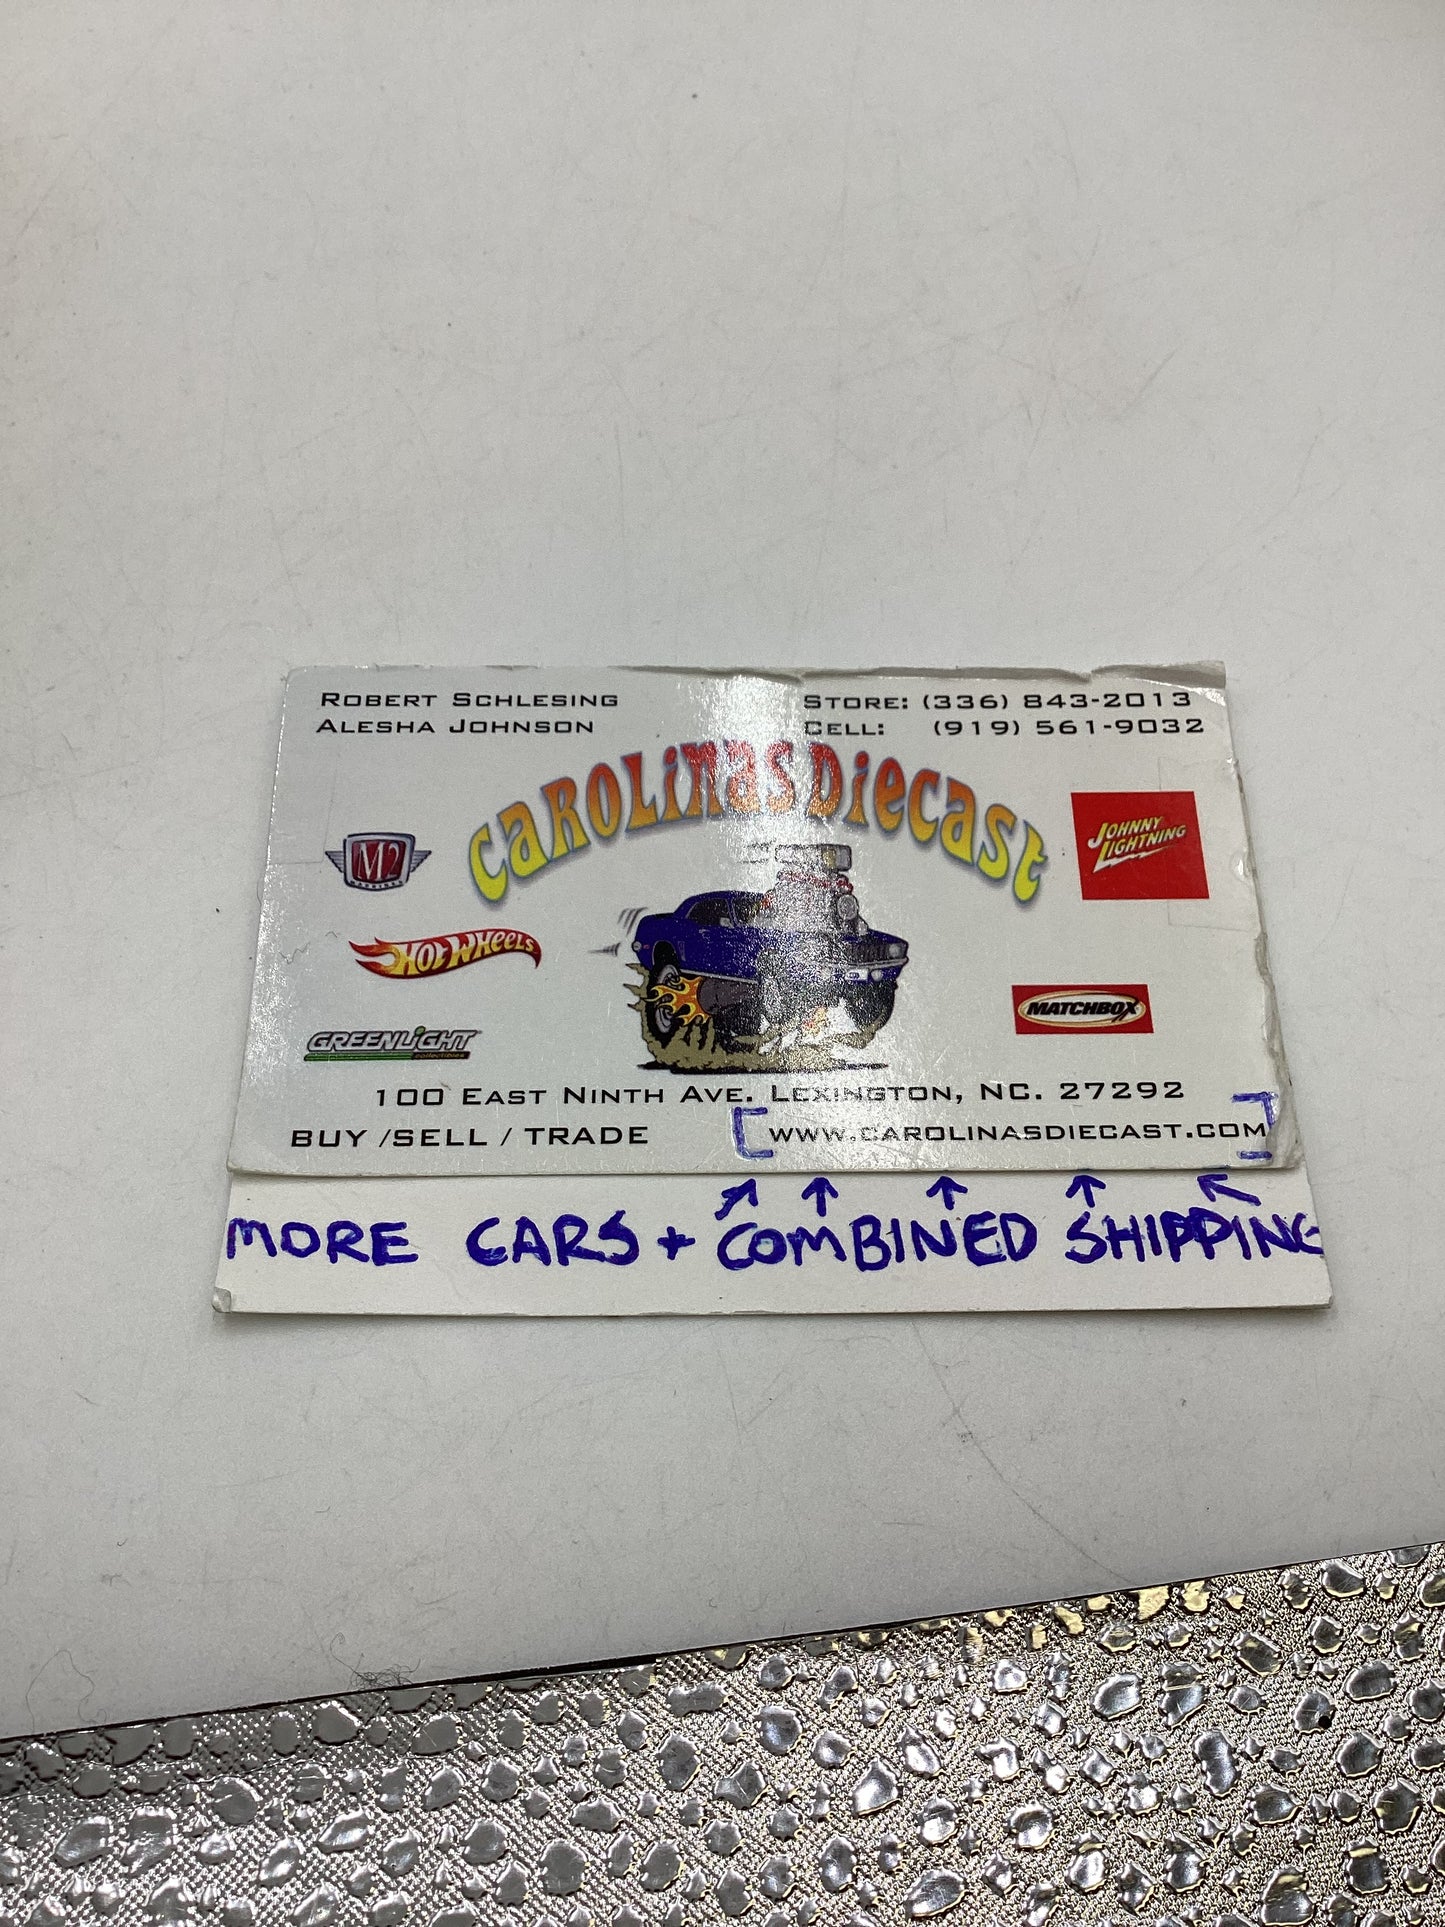 ROBERT SCHLESING
ALESHA JOHNSON
STORE: (336) 843-2013
CELL: (919) 561-9032
CAROLINAS DIECAST
M2
MACHINES
JOHNNY
LIGHTNING
HOT WHEELS
MATCHBOX
GREENLIGHT
collectibles
100 EAST NINTH AVE. LEXINGTON, NC. 27292
BUY /SELL / TRADE
WWW.CAROLINASDIECAST.COM
MORE CARS + COMBINED SHIPPING